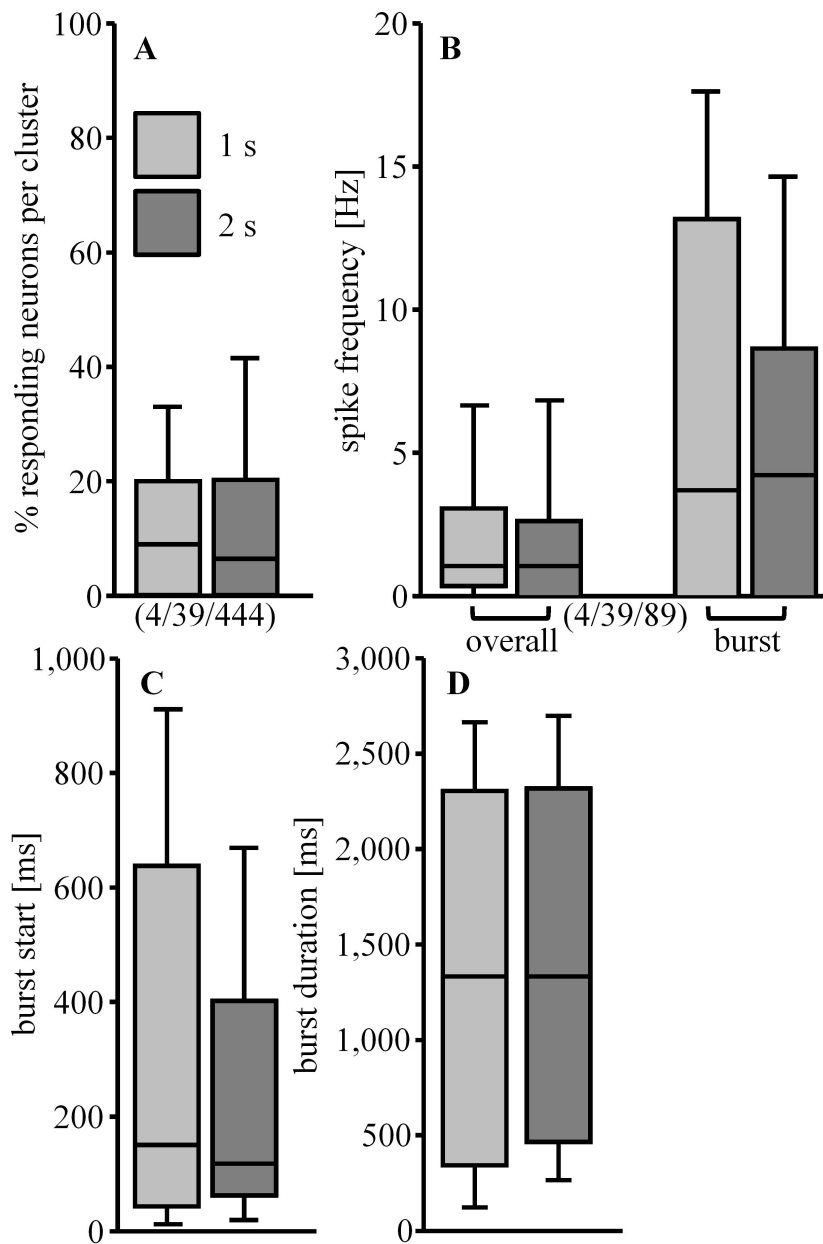 A
% responding neurons per cluster
100
80
60
40
20
0
1 s
2 s
(4/39/444)
B
spike frequency [Hz]
20
15
10
5
0
overall
(4/39/89)
burst
C
burst start [ms]
1,000
800
600
400
200
0
D
burst duration [ms]
3,000
2,500
2,000
1,500
1,000
500
0